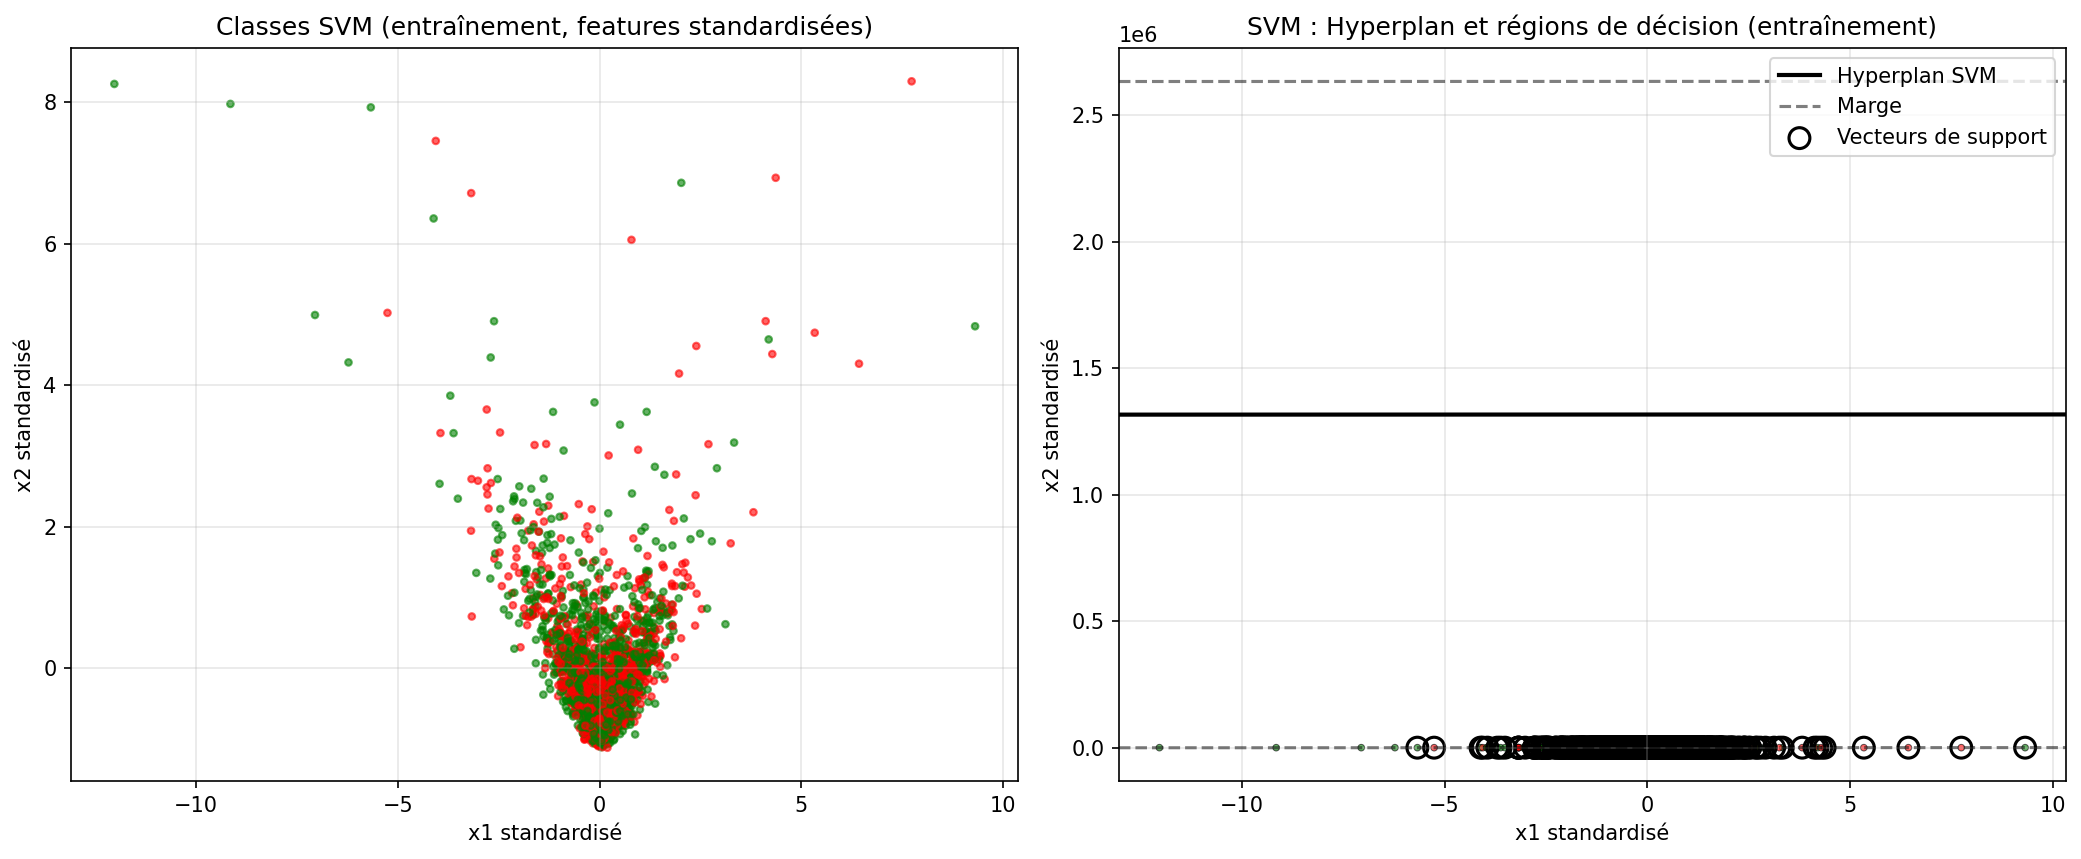 Classes SVM (entraînement, features standardisées)
x2 standardisé
8
6
4
2
0
−10
−5
0
5
10
x1 standardisé
SVM : Hyperplan et régions de décision (entraînement)
1e6
Hyperplan SVM
Marge
Vecteurs de support
x2 standardisé
2.5
2.0
1.5
1.0
0.5
0.0
−10
−5
0
5
10
x1 standardisé